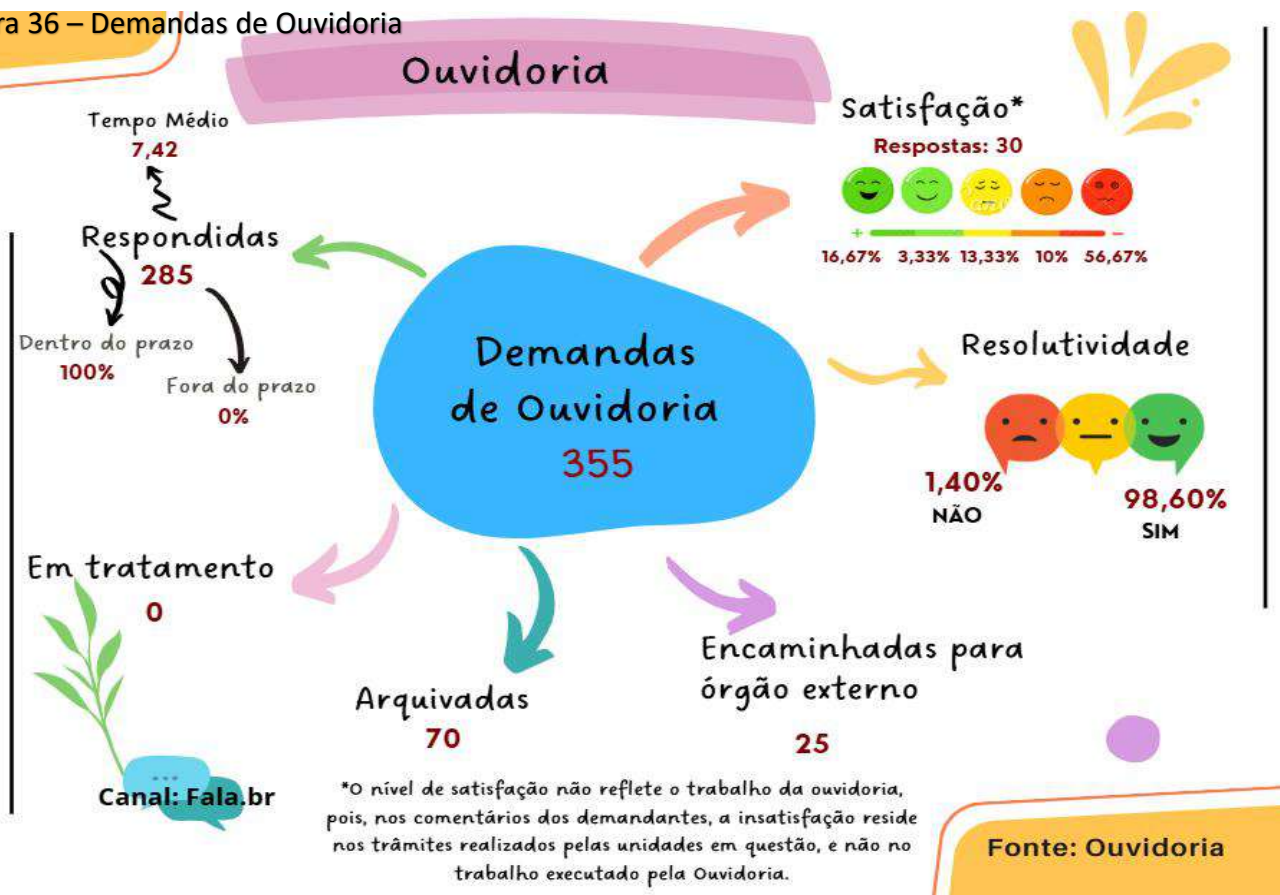 ra 36 – Demandas de Ouvidoria
Ouvidoria
Tempo Médio
7,42
Respondidas
285
Dentro do prazo
100%
Fora do prazo
0%
Satisfação*
Respostas: 30
+ –
16,67% 3,33% 13,33% 10% 56,67%
Demandas
de Ouvidoria
355
Resolutividade
1,40%
NÃO
98,60%
SIM
Em tratamento
0
Arquivadas
70
Encaminhadas para
órgão externo
25
Canal: Fala.br
*O nível de satisfação não reflete o trabalho da ouvidoria,
pois, nos comentários dos demandantes, a insatisfação reside
nos trâmites realizados pelas unidades em questão, e não no
trabalho executado pela Ouvidoria.
Fonte: Ouvidoria